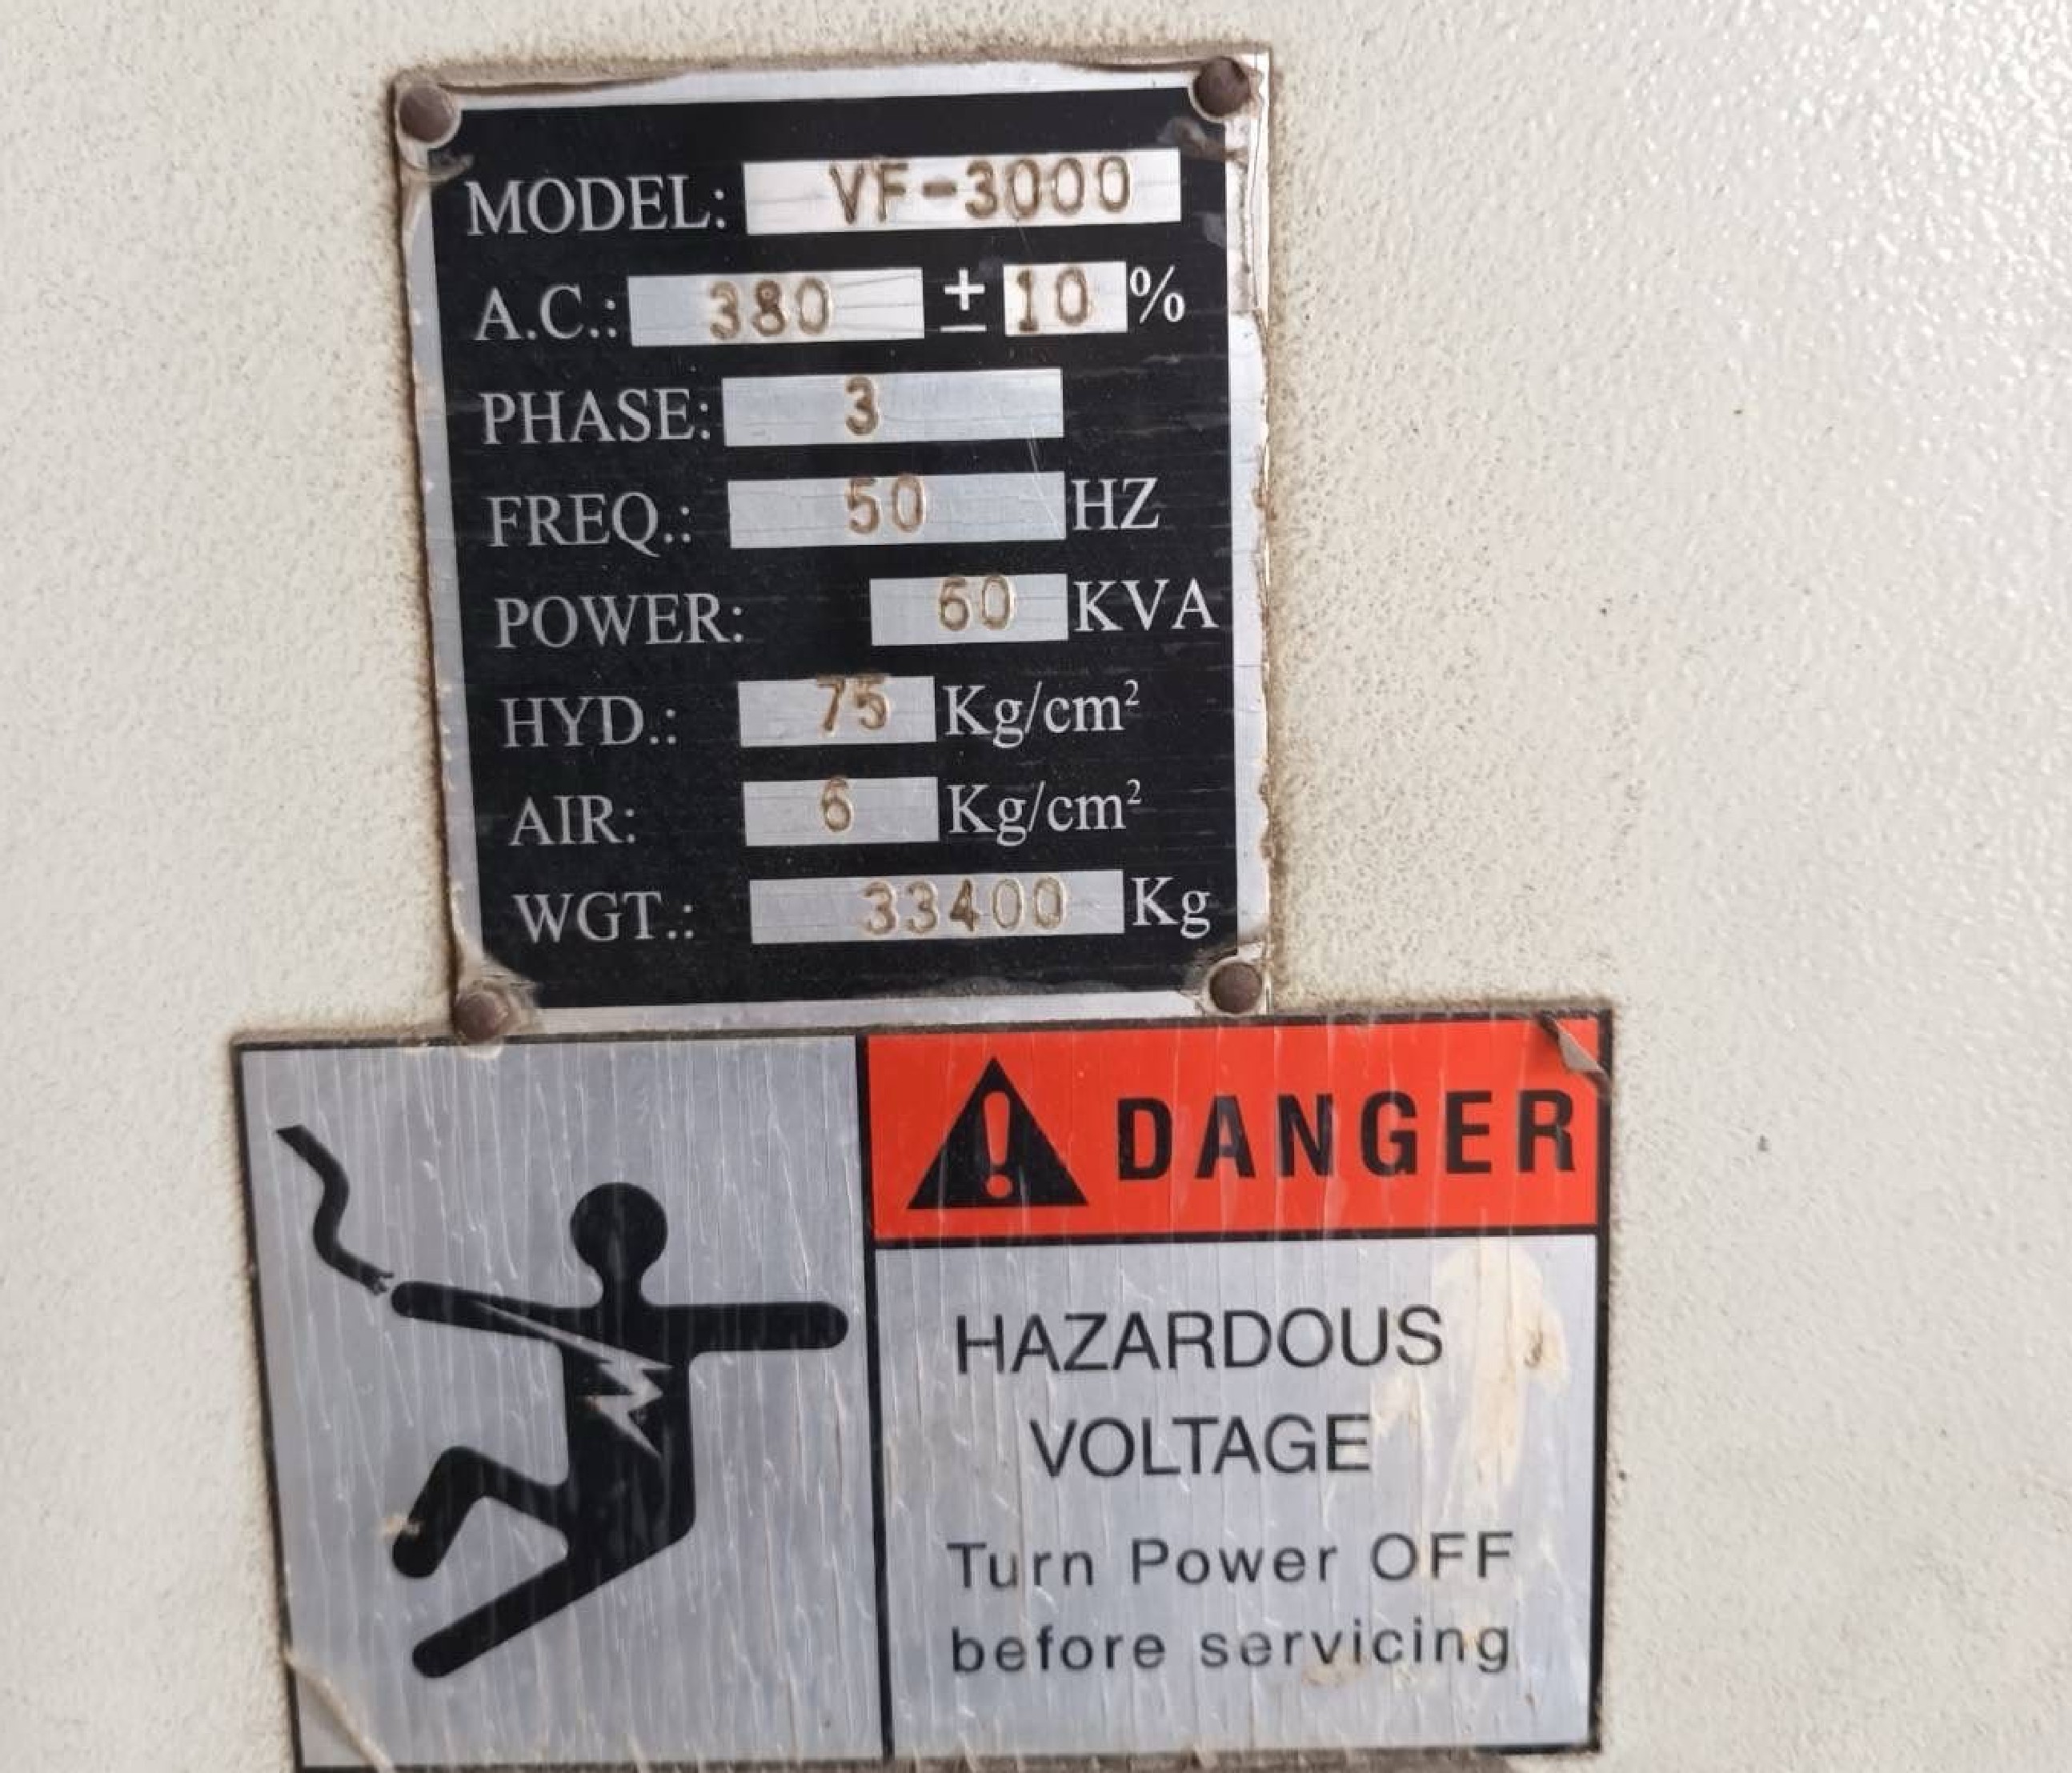 MODEL: VF-3000
A.C.: 380 ± 10 %
PHASE: 3
FREQ.: 50 HZ
POWER: 60 KVA
HYD.: 75 Kg/cm²
AIR: 6 Kg/cm²
WGT.: 33400 Kg
DANGER
HAZARDOUS
VOLTAGE
Turn Power OFF
before servicing